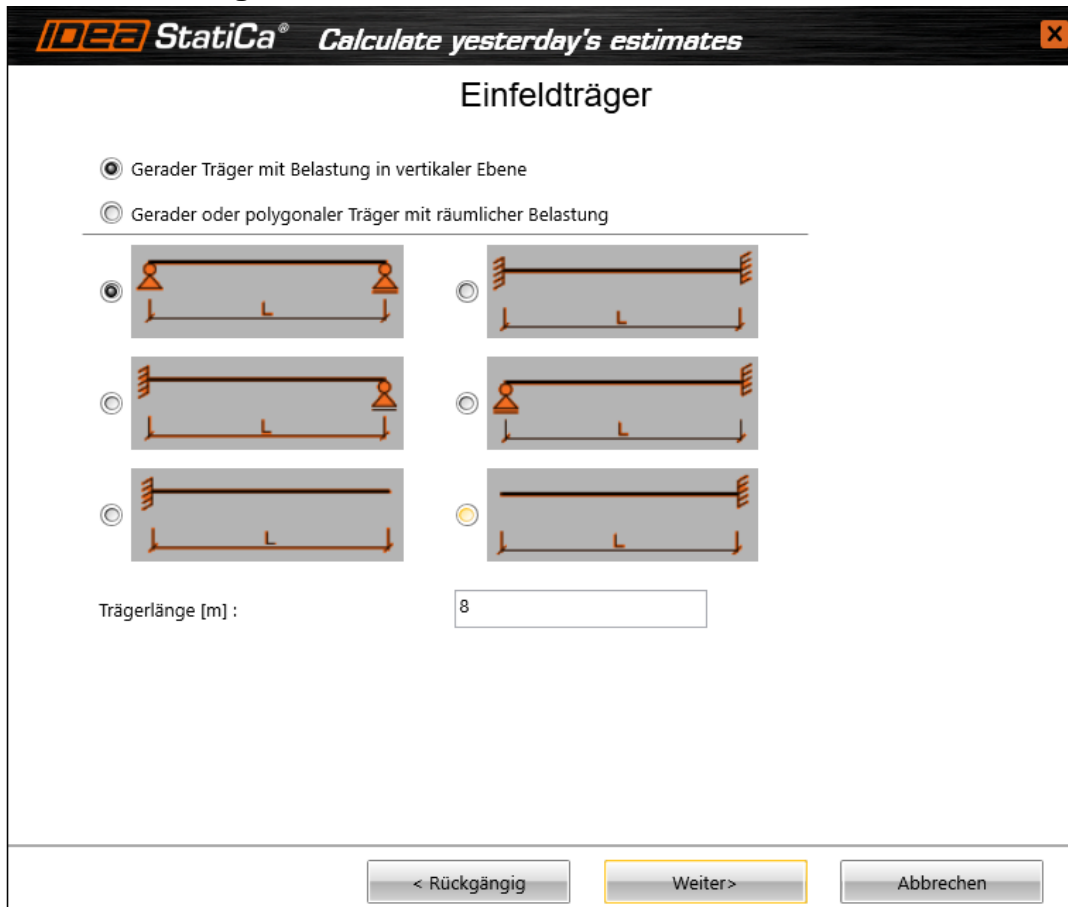 IDEA StatiCa® Calculate yesterday's estimates
Einfeldträger
Gerader Träger mit Belastung in vertikaler Ebene
Gerader oder polygonaler Träger mit räumlicher Belastung
L L
L L
L L
Trägerlänge [m] : 8
< Rückgängig Weiter> Abbrechen